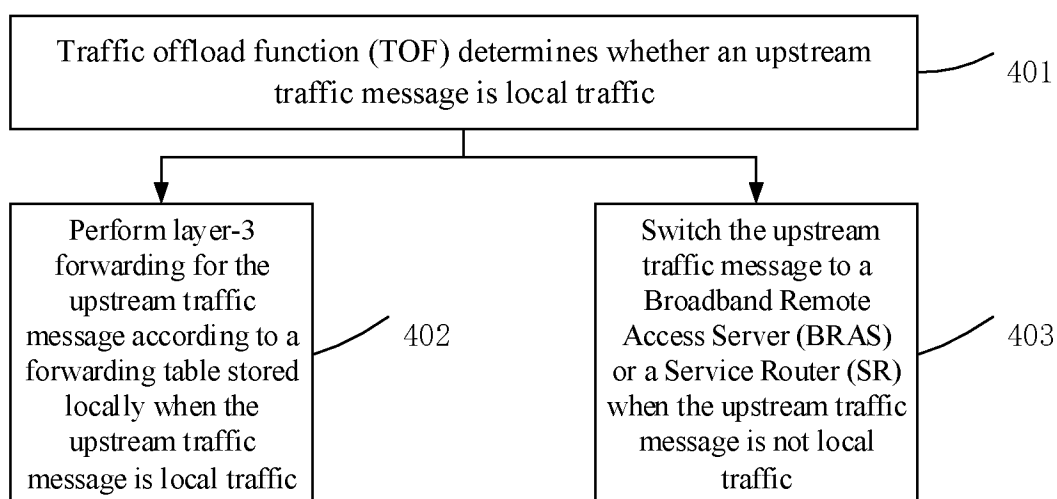 Traffic offload function (TOF) determines whether an upstream
traffic message is local traffic
401
Perform layer-3
forwarding for the
upstream traffic
message according to a
forwarding table stored
locally when the
upstream traffic
message is local traffic
402
Switch the upstream
traffic message to a
Broadband Remote
Access Server (BRAS)
or a Service Router (SR)
when the upstream traffic
message is not local
traffic
403